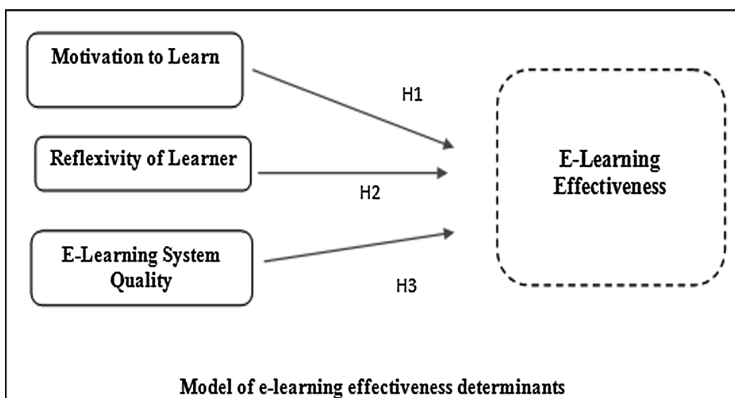 Motivation to Learn
H1
Reflexivity of Learner
H2
E-Learning System
Quality
H3
E-Learning
Effectiveness
Model of e-learning effectiveness determinants